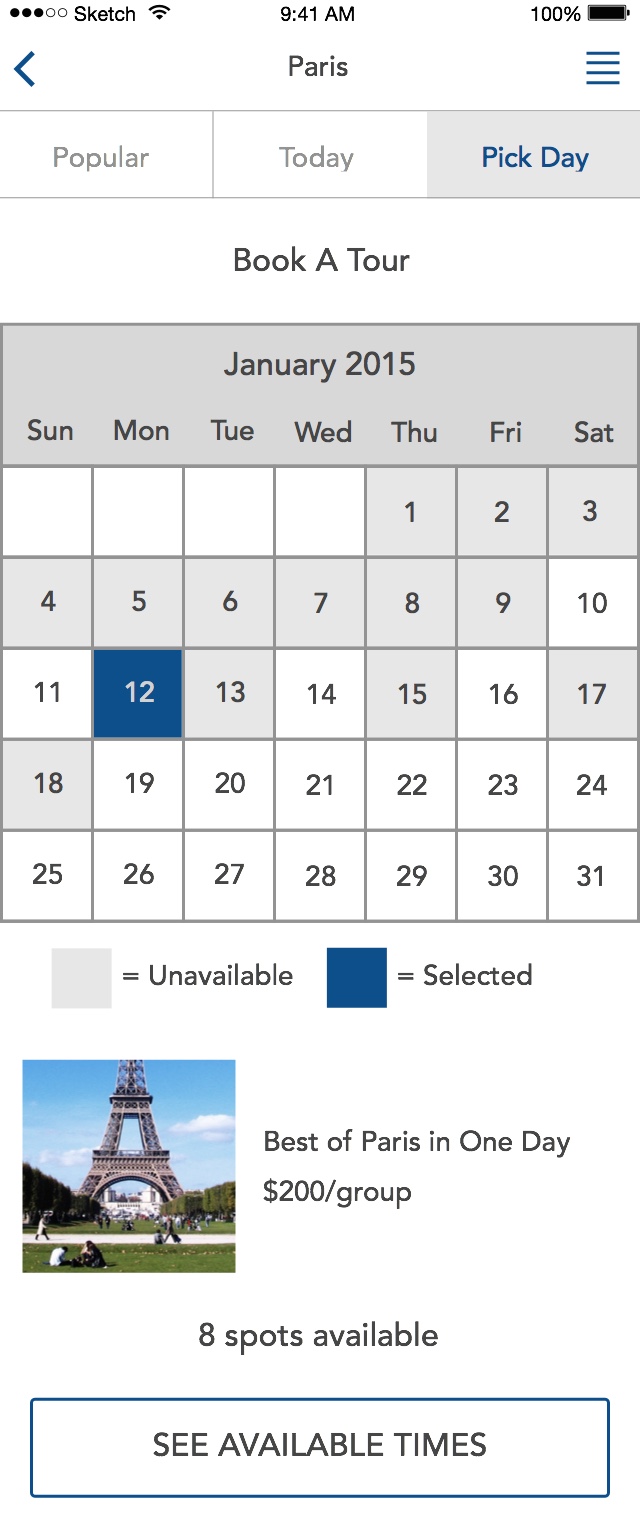 Sketch 9:41 AM 100%
Paris
Popular Today Pick Day
Book A Tour
January 2015
Sun Mon Tue Wed Thu Fri Sat
1 2 3
4 5 6 7 8 9 10
11 12 13 14 15 16 17
18 19 20 21 22 23 24
25 26 27 28 29 30 31
= Unavailable = Selected
Best of Paris in One Day
$200/group
8 spots available
SEE AVAILABLE TIMES